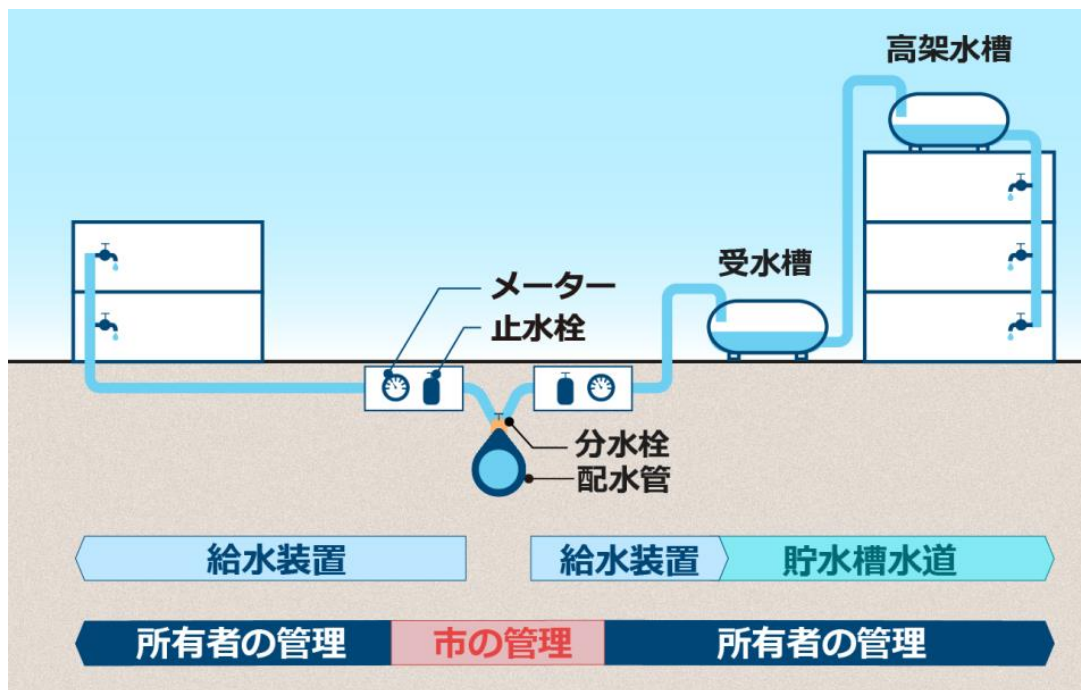 高架水槽
受水槽
メーター
止水栓
分水栓
配水管
給水装置
給水装置
貯水槽水道
所有者の管理
市の管理
所有者の管理